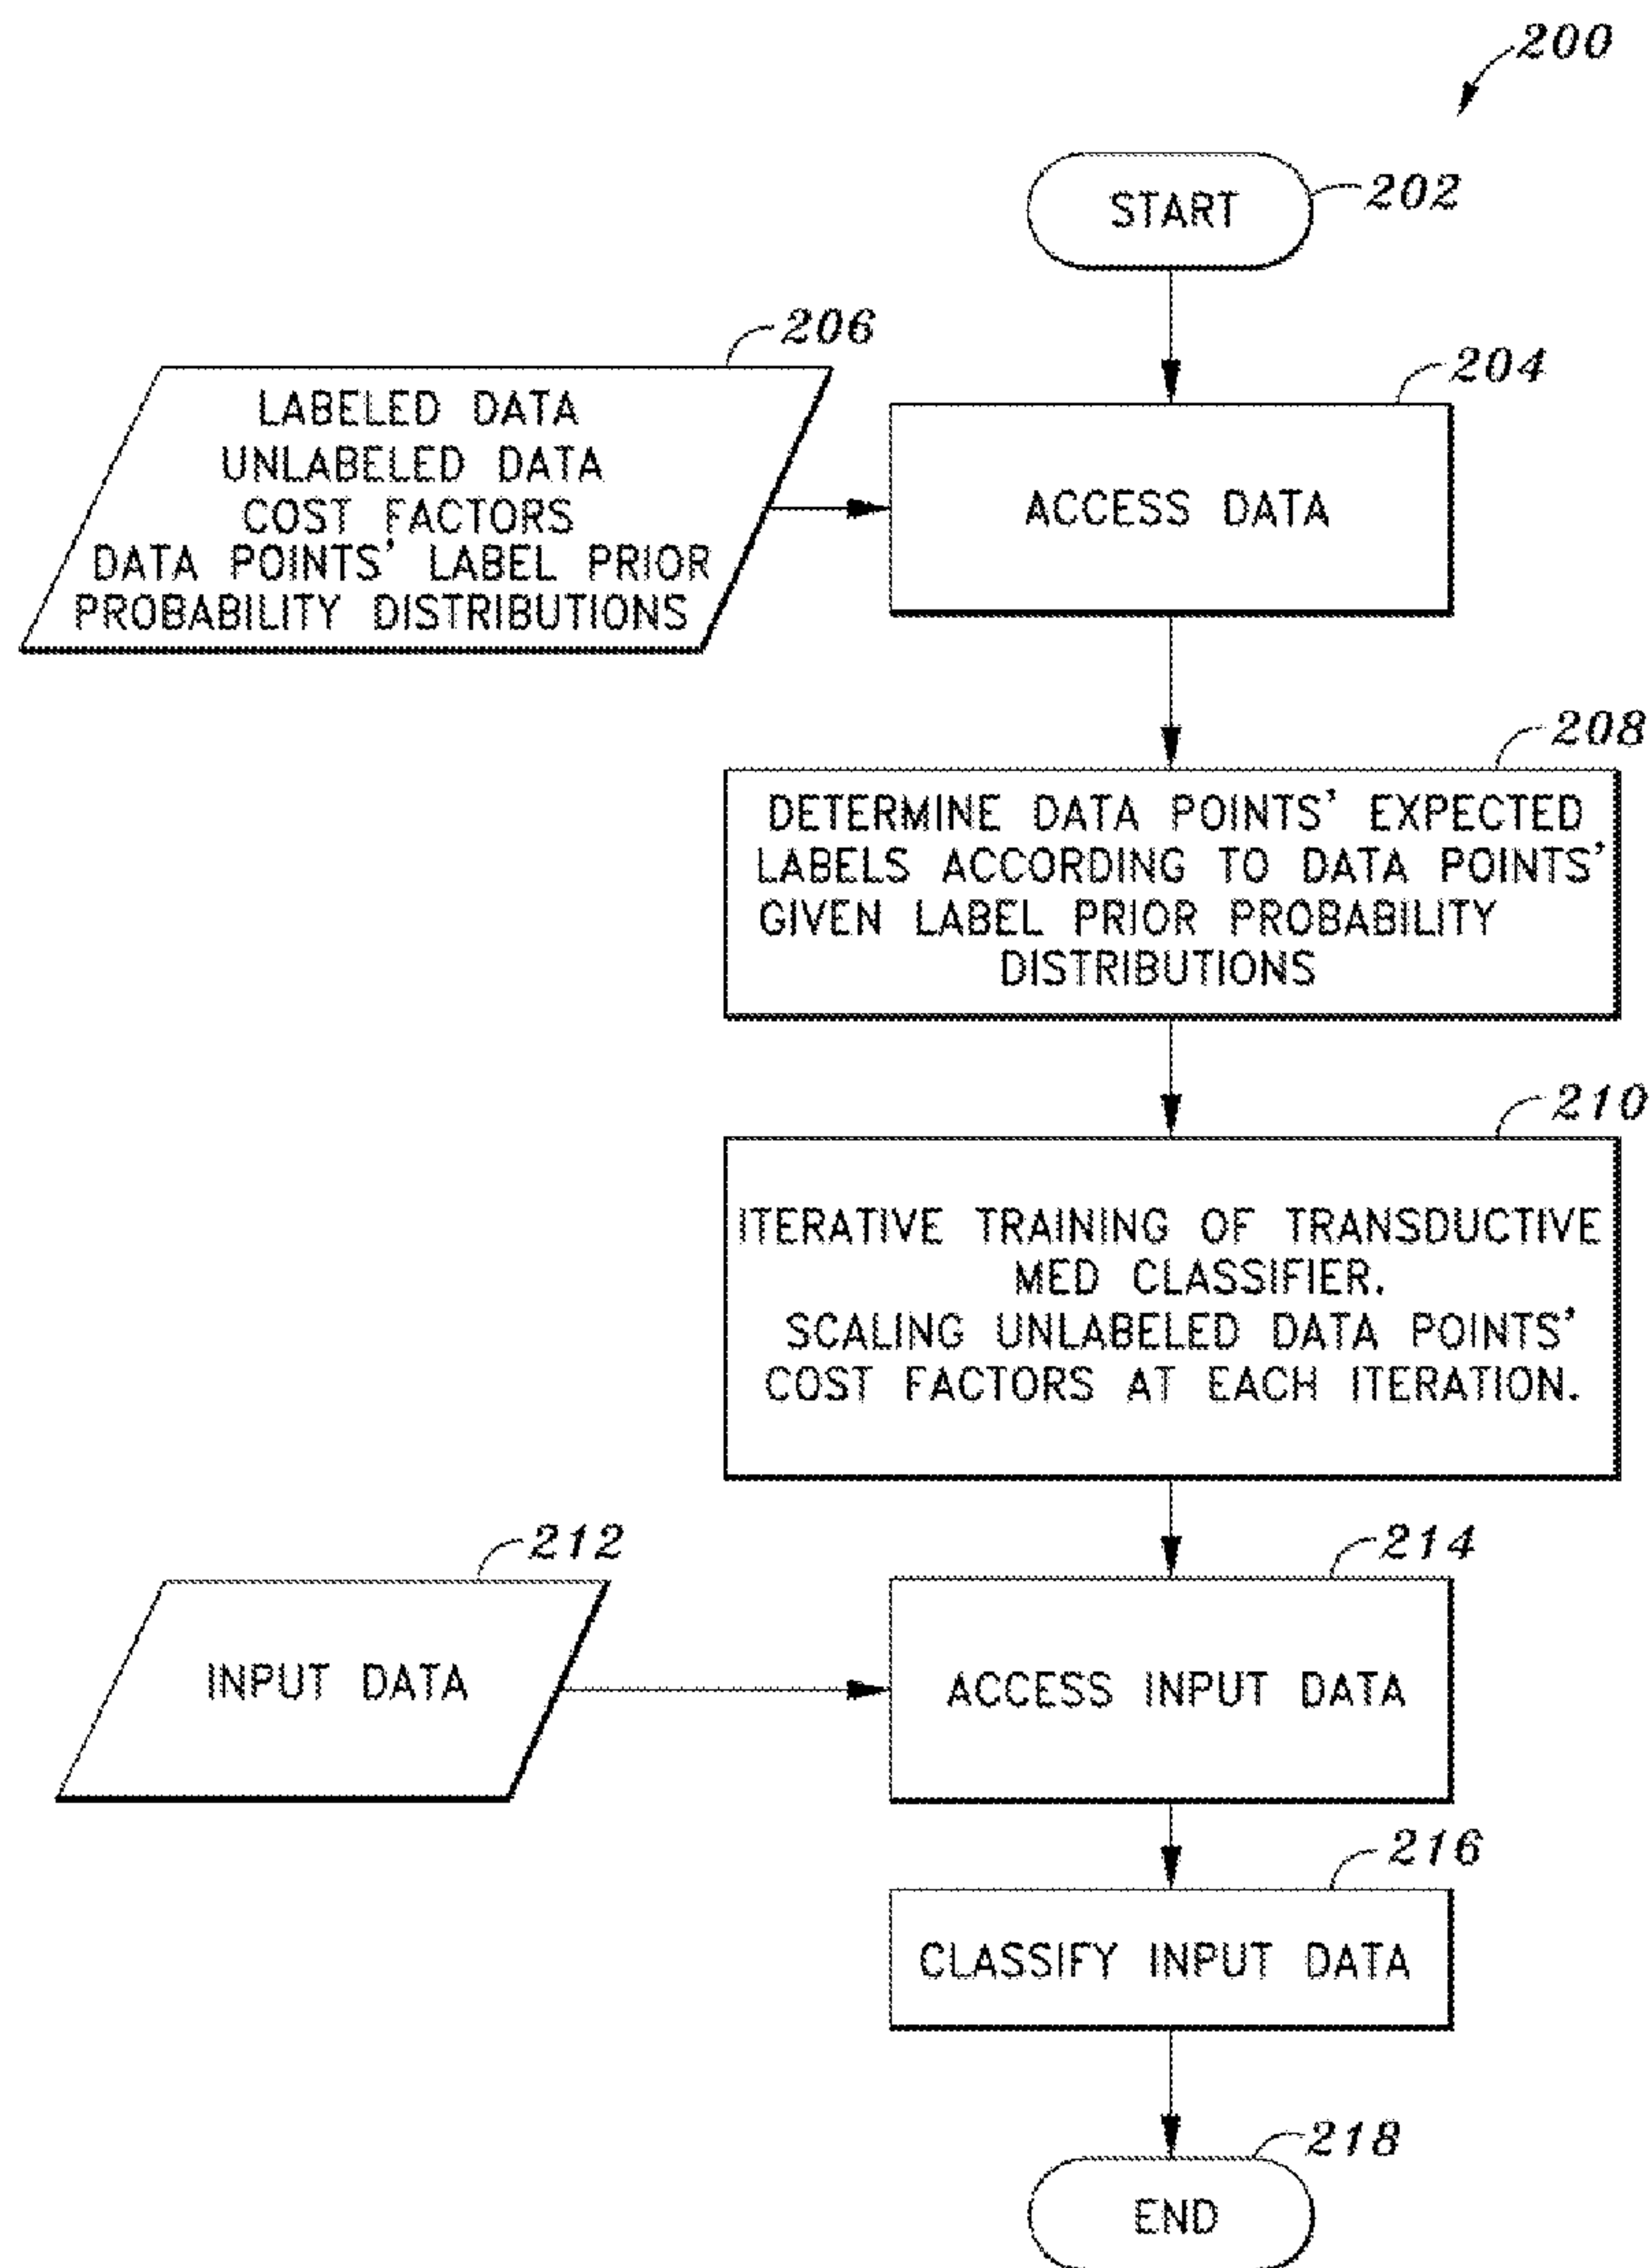 200
START
202
206
LABELED DATA
UNLABELED DATA
COST FACTORS
DATA POINTS' LABEL PRIOR
PROBABILITY DISTRIBUTIONS
204
ACCESS DATA
208
DETERMINE DATA POINTS' EXPECTED
LABELS ACCORDING TO DATA POINTS'
GIVEN LABEL PRIOR PROBABILITY
DISTRIBUTIONS
210
ITERATIVE TRAINING OF TRANSDUCTIVE
MED CLASSIFIER.
SCALING UNLABELED DATA POINTS'
COST FACTORS AT EACH ITERATION.
212
INPUT DATA
214
ACCESS INPUT DATA
216
CLASSIFY INPUT DATA
218
END